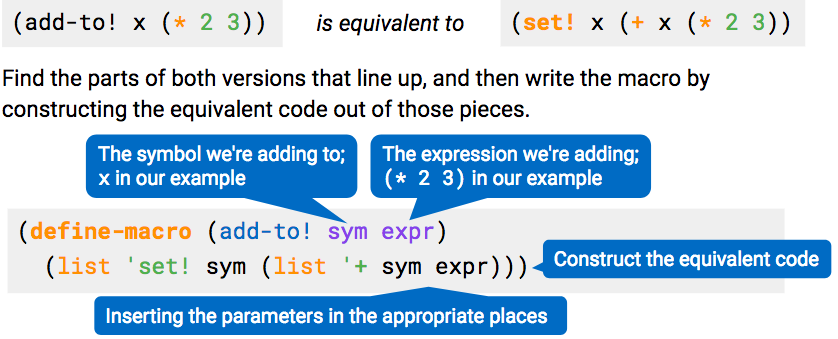 (add-to! x (* 2 3)) is equivalent to (set! x (+ x (* 2 3))
Find the parts of both versions that line up, and then write the macro by
constructing the equivalent code out of those pieces.
The symbol we're adding to;
x in our example
The expression we're adding;
(* 2 3) in our example
(define-macro (add-to! sym expr)
(list 'set! sym (list '+ sym expr)))
Construct the equivalent code
Inserting the parameters in the appropriate places